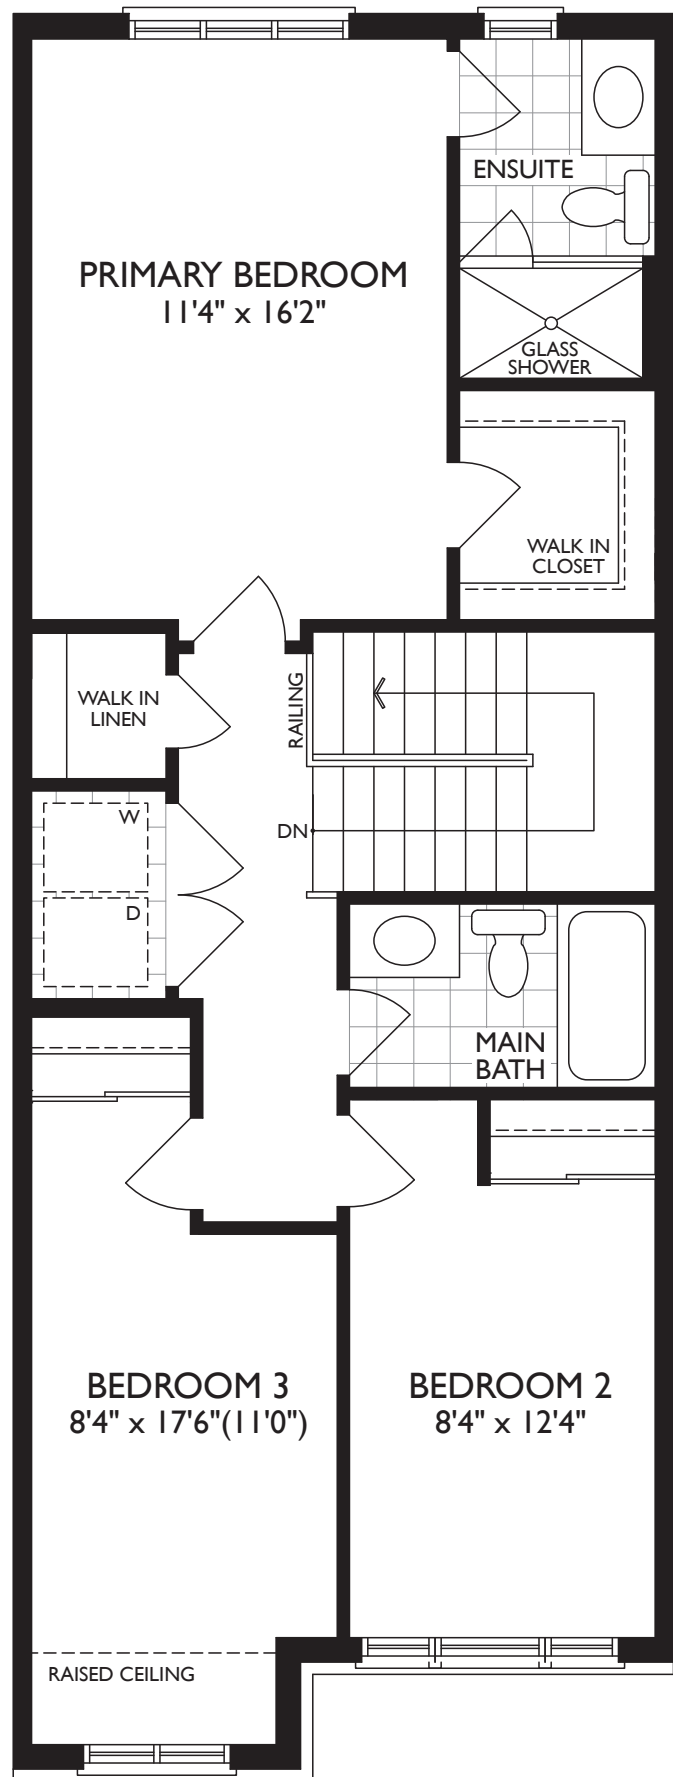 ENSUITE
PRIMARY BEDROOM
11'4" x 16'2"
GLASS
SHOWER
WALK IN
CLOSET
WALK IN
LINEN
RAILING
W
DN
D
MAIN
BATH
BEDROOM 3
8'4" x 17'6"(11'0")
BEDROOM 2
8'4" x 12'4"
RAISED CEILING